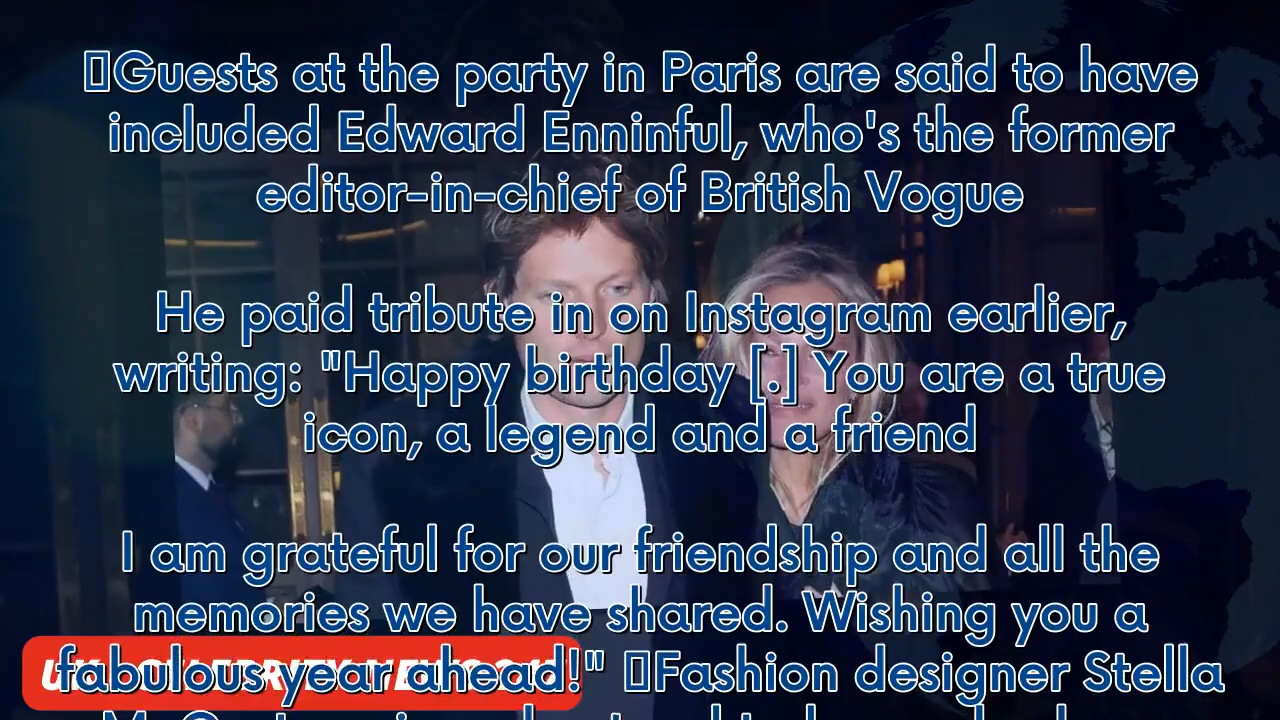 Guests at the party in Paris are said to have
included Edward Enninful, who's the former
editor-in-chief of British Vogue
He paid tribute in on Instagram earlier,
writing: "Happy birthday [.] You are a true
icon, a legend and a friend
I am grateful for our friendship and all the
memories we have shared. Wishing you a
fabulous year ahead!" Fashion designer Stella